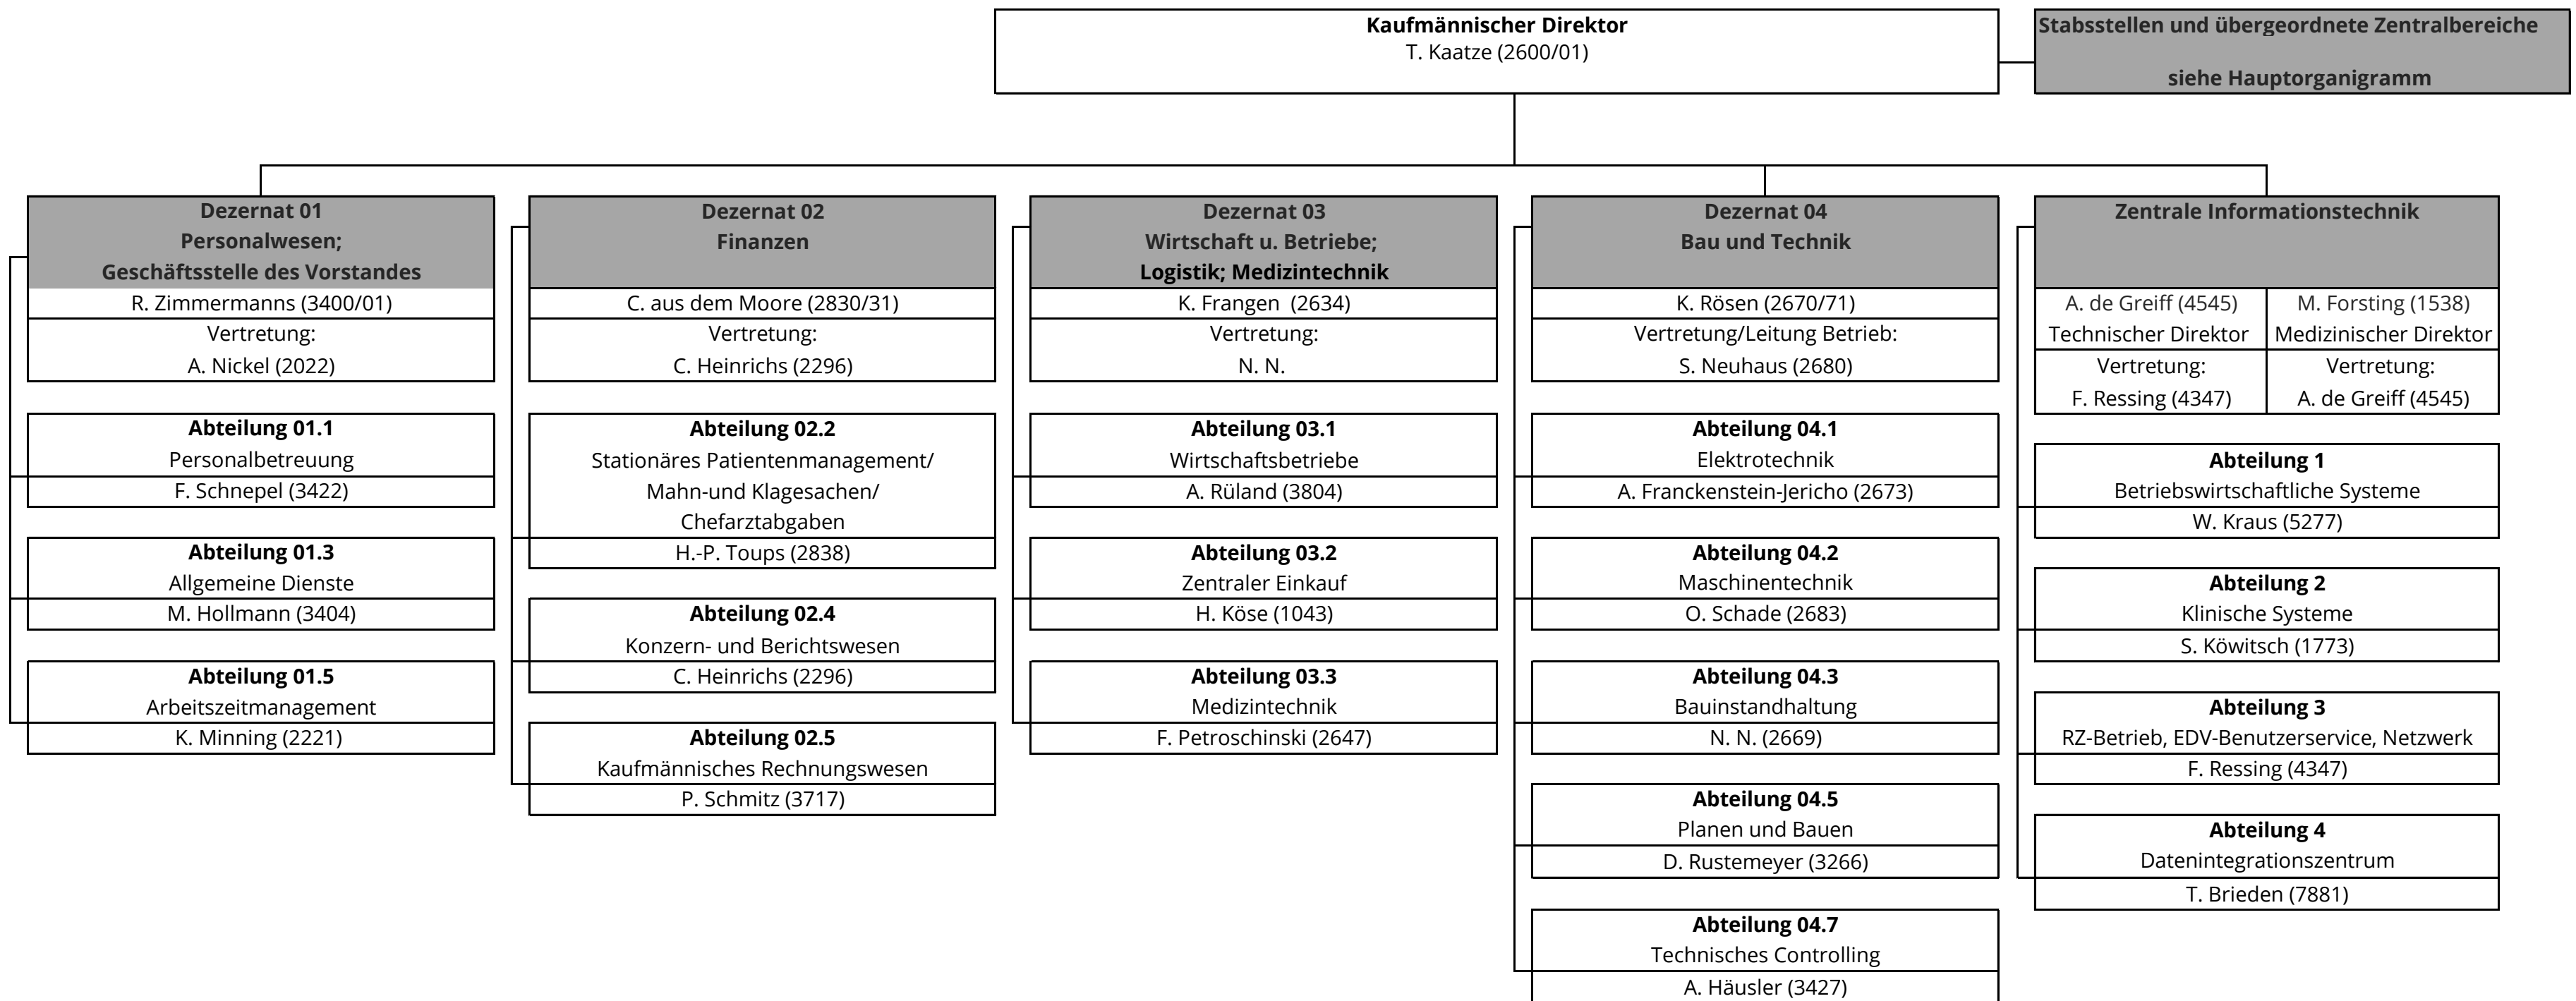 Kaufmännischer Direktor
T. Kaatze (2600/01)
Stabsstellen und übergeordnete Zentralbereiche
siehe Hauptorganigramm
Dezernat 01
Personalwesen;
Geschäftsstelle des Vorstandes
R. Zimmermanns (3400/01)
Vertretung:
A. Nickel (2022)
Abteilung 01.1
Personalbetreuung
F. Schnepel (3422)
Abteilung 01.3
Allgemeine Dienste
M. Hollmann (3404)
Abteilung 01.5
Arbeitszeitmanagement
K. Minning (2221)
Dezernat 02
Finanzen
C. aus dem Moore (2830/31)
Vertretung:
C. Heinrichs (2296)
Abteilung 02.2
Stationäres Patientenmanagement/
Mahn-und Klagesachen/
Chefarztabgaben
H.-P. Toups (2838)
Abteilung 02.4
Konzern- und Berichtswesen
C. Heinrichs (2296)
Abteilung 02.5
Kaufmännisches Rechnungswesen
P. Schmitz (3717)
Dezernat 03
Wirtschaft u. Betriebe;
Logistik; Medizintechnik
K. Frangen (2634)
Vertretung:
N. N.
Abteilung 03.1
Wirtschaftsbetriebe
A. Rüland (3804)
Abteilung 03.2
Zentraler Einkauf
H. Köse (1043)
Abteilung 03.3
Medizintechnik
F. Petroschinski (2647)
Dezernat 04
Bau und Technik
K. Rösen (2670/71)
Vertretung/Leitung Betrieb:
S. Neuhaus (2680)
Abteilung 04.1
Elektrotechnik
A. Franckenstein-Jericho (2673)
Abteilung 04.2
Maschinentechnik
O. Schade (2683)
Abteilung 04.3
Bauinstandhaltung
N. N. (2669)
Abteilung 04.5
Planen und Bauen
D. Rustemeyer (3266)
Abteilung 04.7
Technisches Controlling
A. Häusler (3427)
Zentrale Informationstechnik
A. de Greiff (4545)
Technischer Direktor
Vertretung:
F. Ressing (4347)
M. Forsting (1538)
Medizinischer Direktor
Vertretung:
A. de Greiff (4545)
Abteilung 1
Betriebswirtschaftliche Systeme
W. Kraus (5277)
Abteilung 2
Klinische Systeme
S. Köwitsch (1773)
Abteilung 3
RZ-Betrieb, EDV-Benutzerservice, Netzwerk
F. Ressing (4347)
Abteilung 4
Datenintegrationszentrum
T. Brieden (7881)